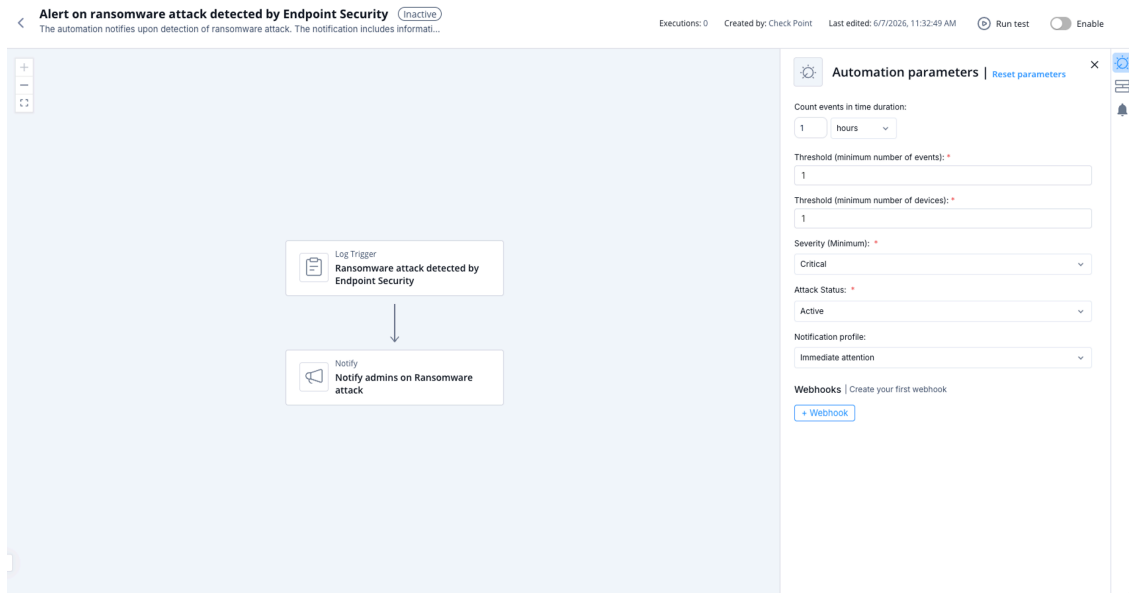 Alert on ransomware attack detected by Endpoint Security
Inactive
The automation notifies upon detection of ransomware attack. The notification includes informati...
Executions: 0
Created by: Check Point
Last edited: 6/7/2026, 11:32:49 AM
Run test
Enable
Log Trigger
Ransomware attack detected by
Endpoint Security
Notify
Notify admins on Ransomware
attack
Automation parameters | Reset parameters
Count events in time duration:
1
hours
Threshold (minimum number of events): *
1
Threshold (minimum number of devices): *
1
Severity (Minimum): *
Critical
Attack Status: *
Active
Notification profile:
Immediate attention
Webhooks | Create your first webhook
+ Webhook